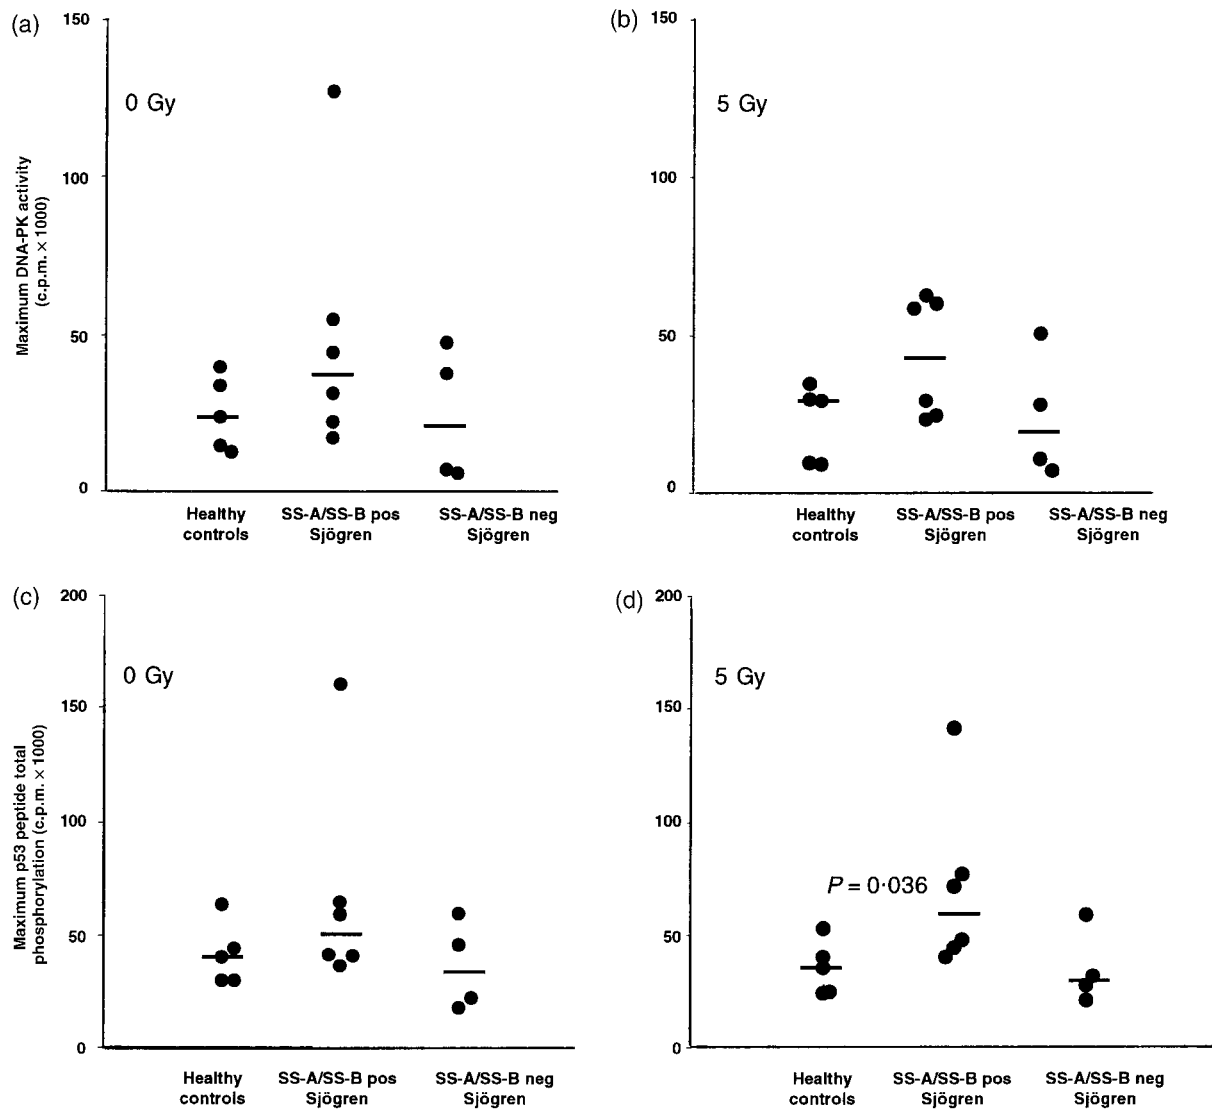 (a)
150
0 Gy
100
50
0
Maximum DNA-PK activity
(c.p.m. × 1000)
Healthy
controls
SS-A/SS-B pos
Sjögren
SS-A/SS-B neg
Sjögren
(b)
150
5 Gy
100
50
0
Healthy
controls
SS-A/SS-B pos
Sjögren
SS-A/SS-B neg
Sjögren
(c)
200
0 Gy
150
100
50
0
Maximum p53 peptide total
phosphorylation (c.p.m. × 1000)
Healthy
controls
SS-A/SS-B pos
Sjögren
SS-A/SS-B neg
Sjögren
(d)
200
5 Gy
150
100
P = 0·036
50
0
Healthy
controls
SS-A/SS-B pos
Sjögren
SS-A/SS-B neg
Sjögren